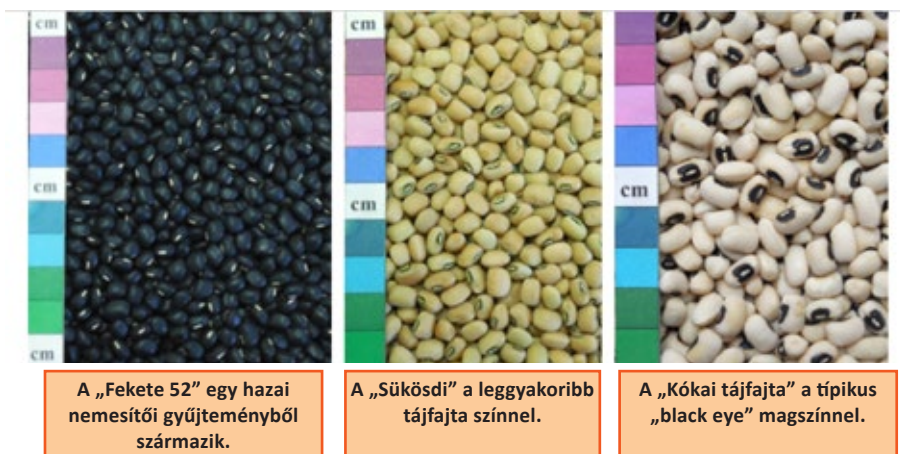 cm
cm
cm
cm
cm
cm
A „Fekete 52” egy hazai
nemesítői gyűjteményből
származik.
A „Sükösdi” a leggyakoribb
tájfajta színnel.
A „Kókai tájfajta” a típikus
„black eye” magszínnel.